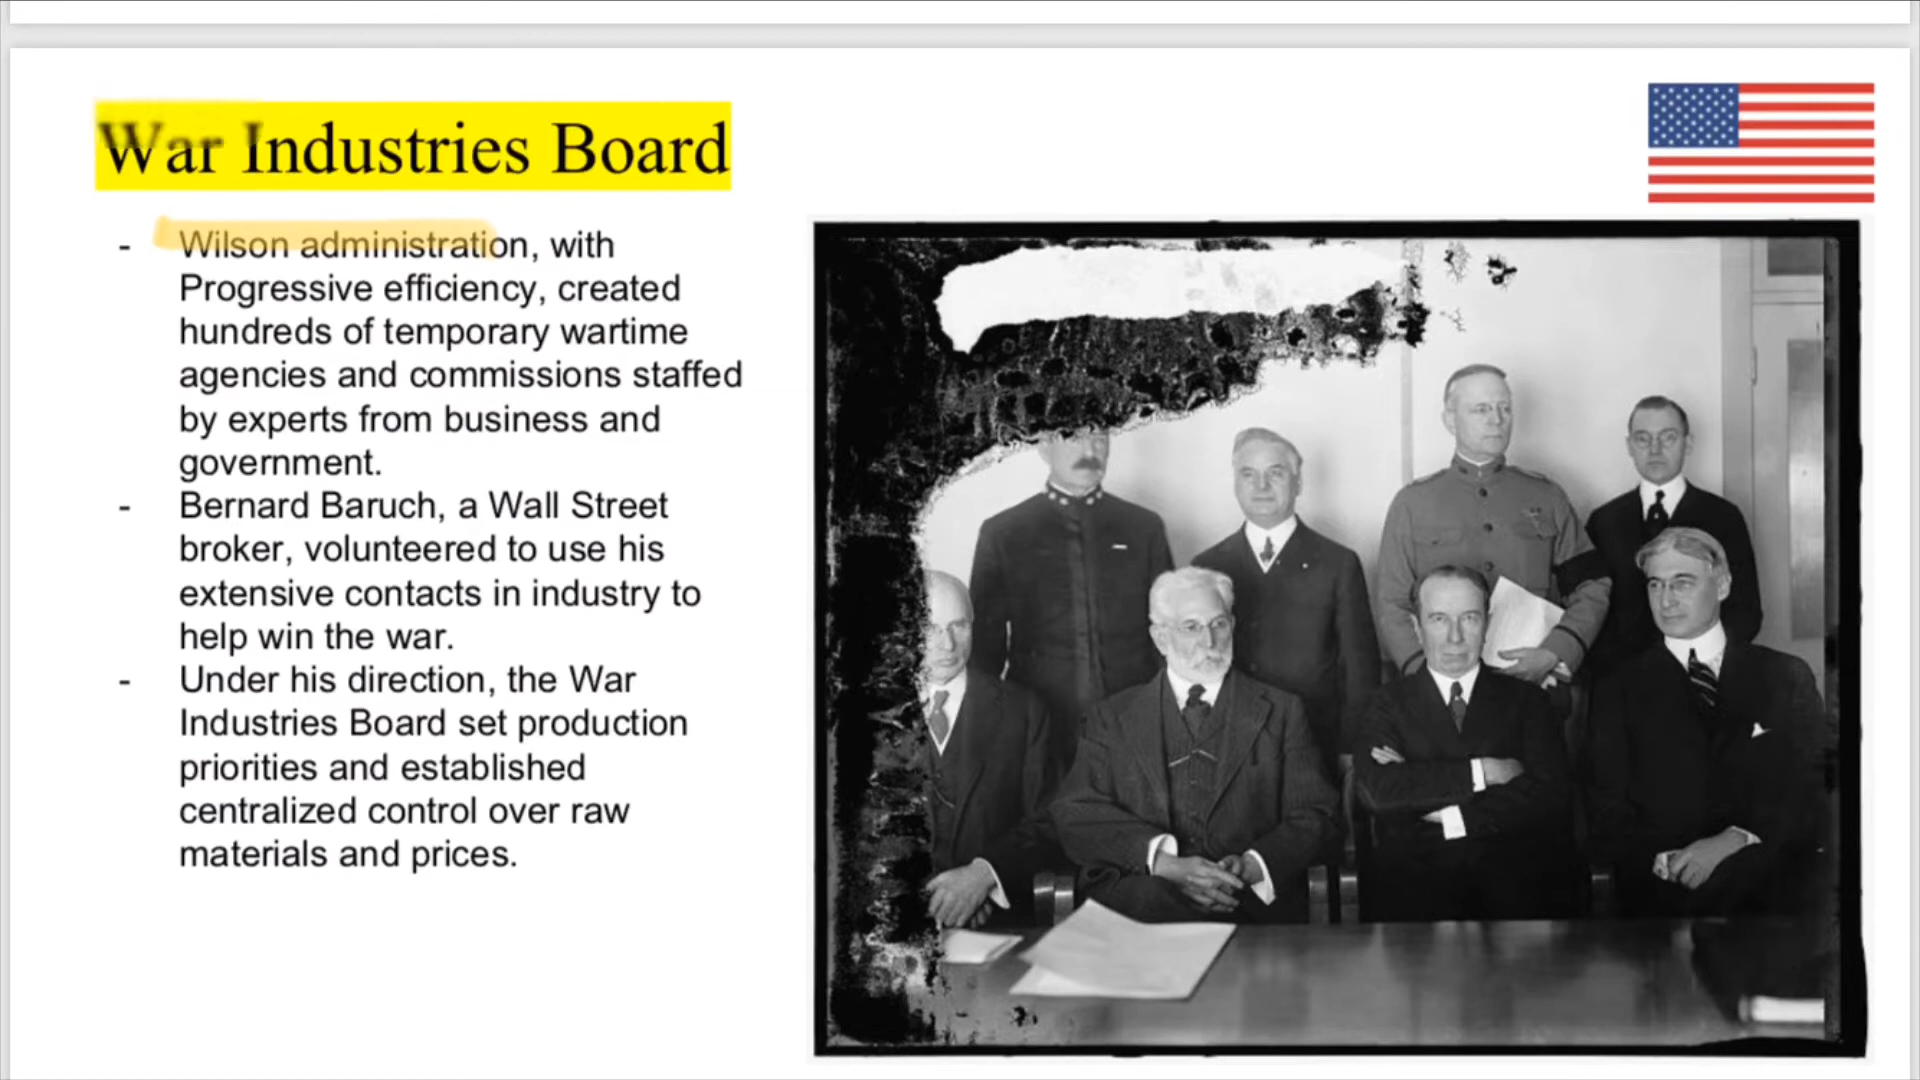 War Industries Board
- Wilson administration, with
Progressive efficiency, created
hundreds of temporary wartime
agencies and commissions staffed
by experts from business and
government.
- Bernard Baruch, a Wall Street
broker, volunteered to use his
extensive contacts in industry to
help win the war.
- Under his direction, the War
Industries Board set production
priorities and established
centralized control over raw
materials and prices.